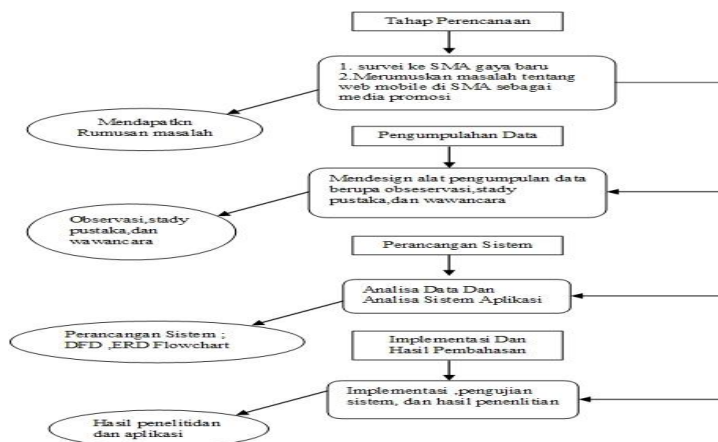 Tahap Perencanaan
1. survei ke SMA gaya baru
2.Merumuskan masalah tentang
web mobile di SMA sebagai
media promosi
Mendapatkn
Rumusan masalah
Pengumpulahan Data
Mendesign alat pengumpulan data
berupa obseservasi,stady
pustaka,dan wawancara
Observasi,stady
pustaka,dan
wawancara
Perancangan Sistem
Analisa Data Dan
Analisa Sistem Aplikasi
Perancangan Sistem ;
DFD ,ERD Flowchart
Implementasi Dan
Hasil Pembahasan
Implementasi ,pengujian
sistem, dan hasil penenlitian
Hasil penelitidan
dan aplikasi